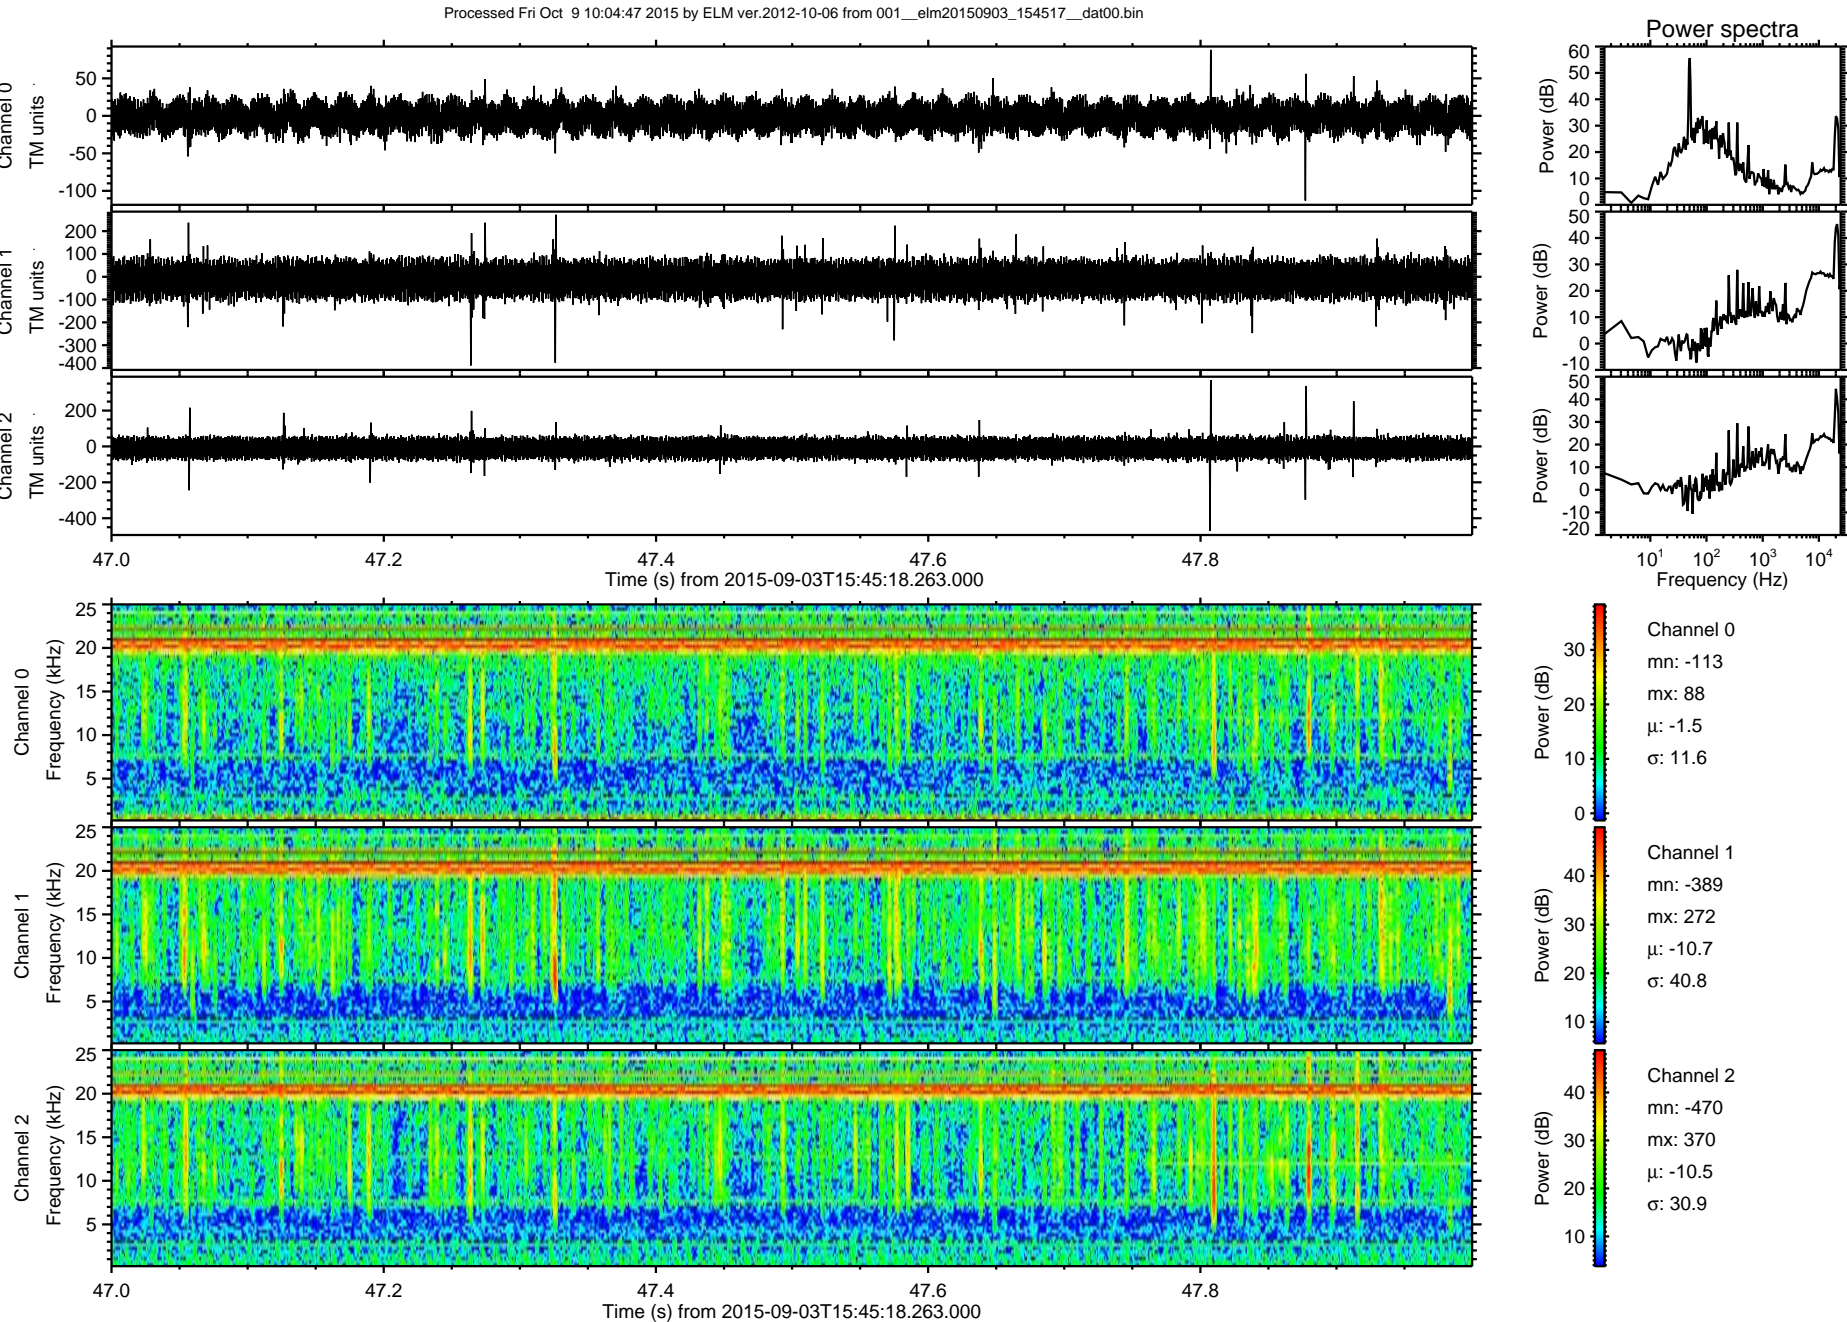 Processed Fri Oct 9 10:04:47 2015 by ELM ver.2012-10-06 from 001__elm20150903_154517__dat00.bin
Power spectra
Channel 0
TM units
50
0
-50
-100
Power (dB)
60
50
40
30
20
10
0
Channel 1
TM units
200
100
0
-100
-200
-300
-400
Power (dB)
50
40
30
20
10
0
-10
Channel 2
TM units
200
0
-200
-400
Power (dB)
50
40
30
20
10
0
-10
-20
47.0 47.2 47.4 47.6 47.8
Time (s) from 2015-09-03T15:45:18.263.000
10^1 10^2 10^3 10^4
Frequency (Hz)
Channel 0
Frequency (kHz)
25
20
15
10
5
Power (dB)
30
20
10
0
Channel 0
mn: -113
mx: 88
μ: -1.5
σ: 11.6
Channel 1
Frequency (kHz)
25
20
15
10
5
Power (dB)
40
30
20
10
Channel 1
mn: -389
mx: 272
μ: -10.7
σ: 40.8
Channel 2
Frequency (kHz)
25
20
15
10
5
Power (dB)
40
30
20
10
Channel 2
mn: -470
mx: 370
μ: -10.5
σ: 30.9
47.0 47.2 47.4 47.6 47.8
Time (s) from 2015-09-03T15:45:18.263.000